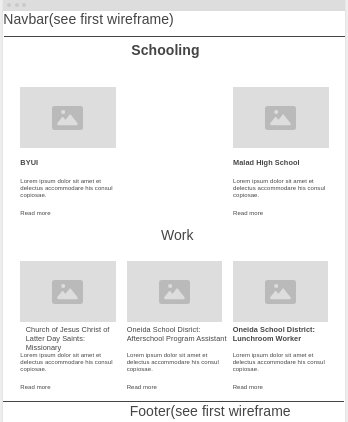 Navbar(see first wireframe)
Schooling
BYUI
Lorem ipsum dolor sit amet et
delectus accommodare his consul
copiosae.
Read more
Malad High School
Lorem ipsum dolor sit amet et
delectus accommodare his consul
copiosae.
Read more
Work
Church of Jesus Christ of
Latter Day Saints:
Missionary
Lorem ipsum dolor sit amet et
delectus accommodare his consul
copiosae.
Read more
Oneida School Disrict:
Afterschool Program Assistant
Lorem ipsum dolor sit amet et
delectus accommodare his consul
copiosae.
Read more
Oneida School District:
Lunchroom Worker
Lorem ipsum dolor sit amet et
delectus accommodare his consul
copiosae.
Read more
Footer(see first wireframe